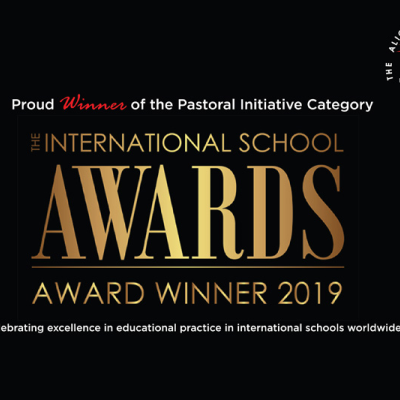 Proud Winner of the Pastoral Initiative Category
THE INTERNATIONAL SCHOOL
AWARDS
AWARD WINNER 2019
ebrating excellence in educational practice in international schools worldwide
THE